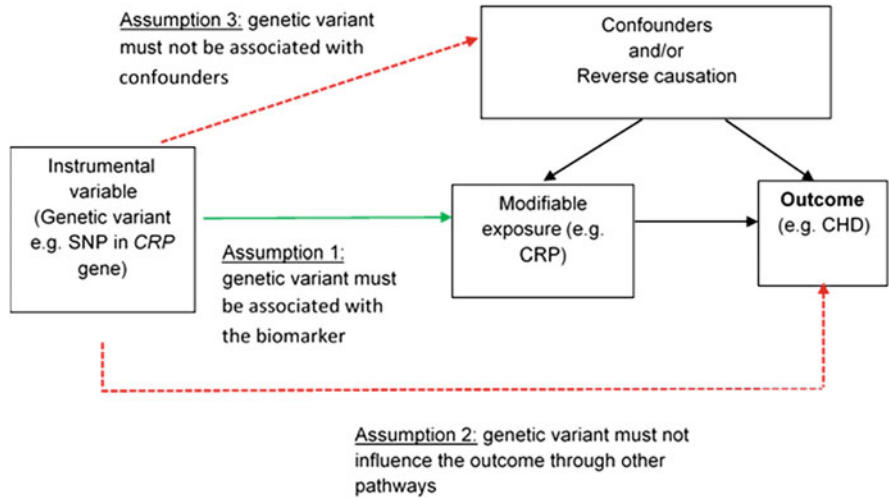 Assumption 3: genetic variant
must not be associated with
confounders
Confounders
and/or
Reverse causation
Instrumental
variable
(Genetic variant
e.g. SNP in CRP
gene)
Modifiable
exposure (e.g.
CRP)
Outcome
(e.g. CHD)
Assumption 1:
genetic variant must
be associated with
the biomarker
Assumption 2: genetic variant must not
influence the outcome through other
pathways